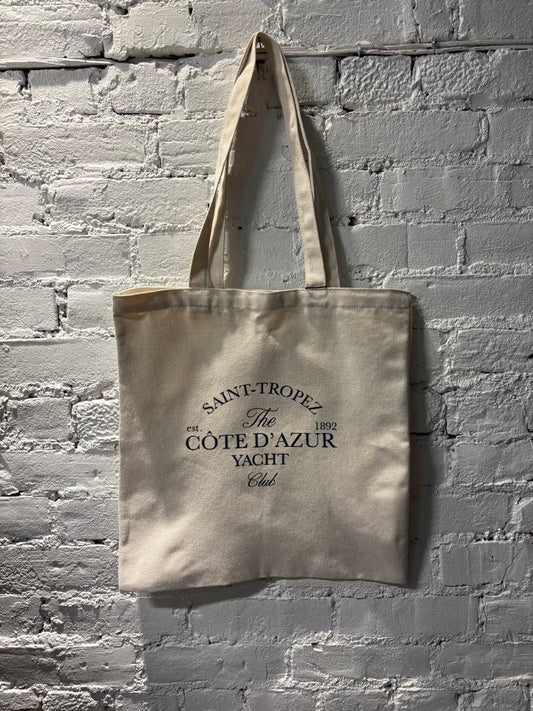 SAINT-TROPEZ
The
est. 1892
CÔTE D'AZUR
YACHT
Club